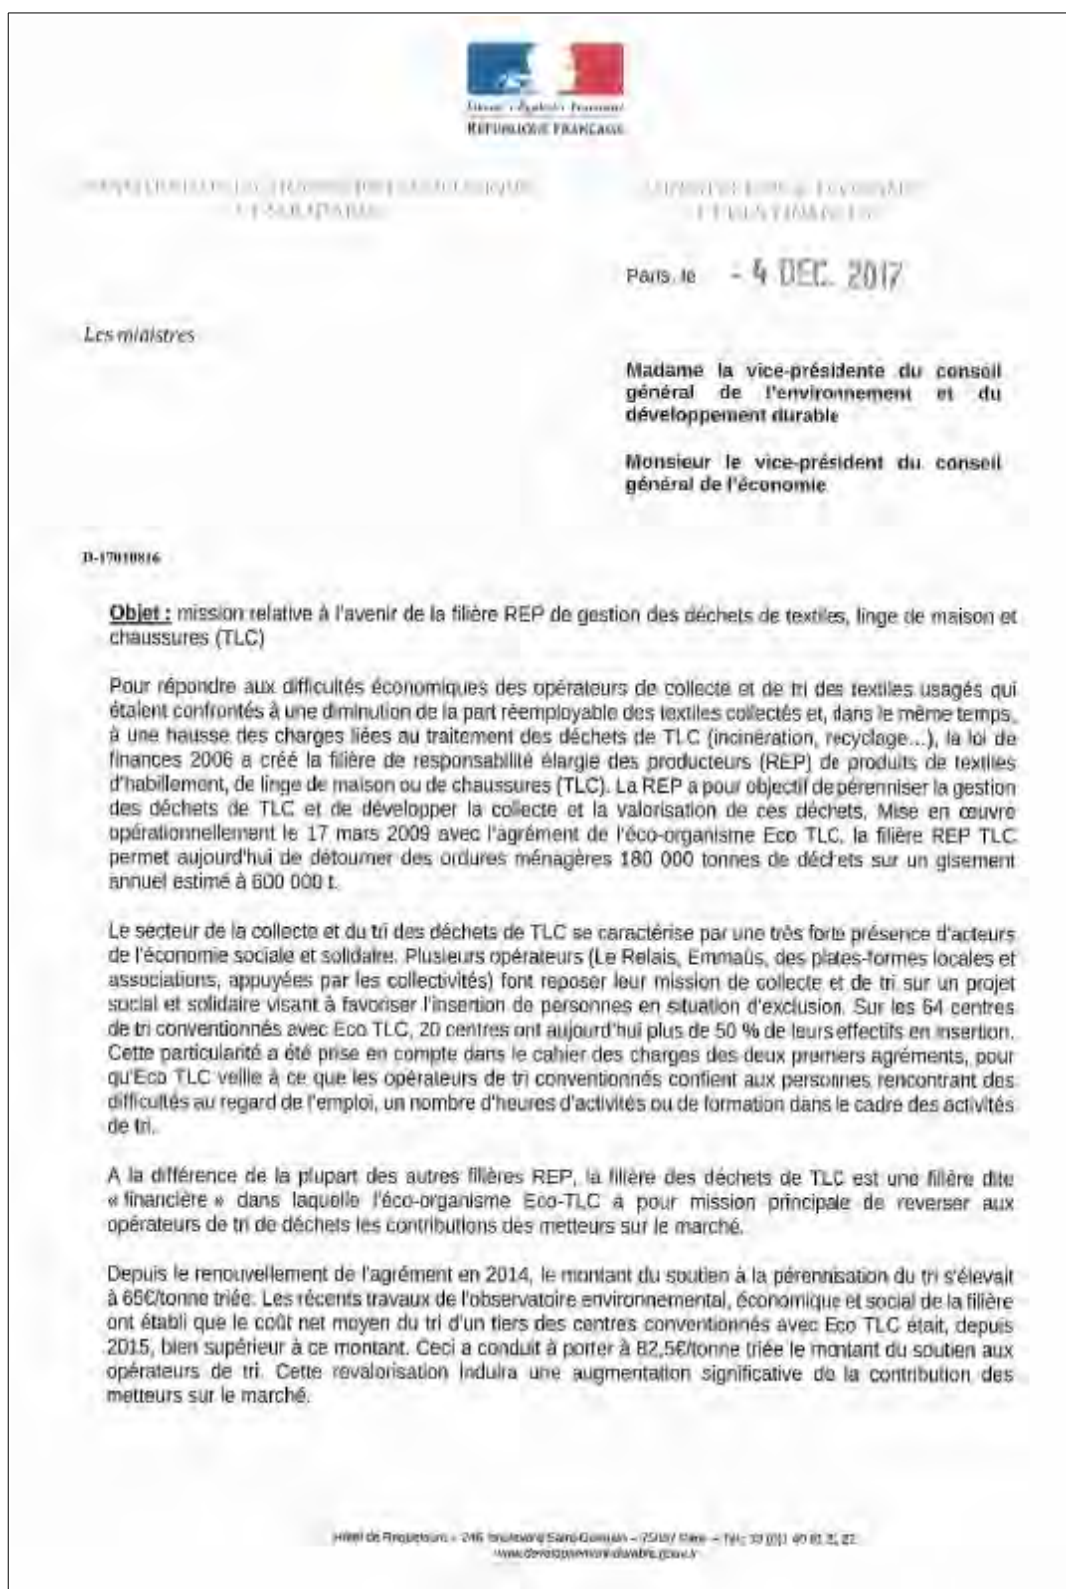 RÉPUBLIQUE FRANÇAISE
Paris, le - 4 DEC. 2017
Les ministres
Madame la vice-présidente du conseil
général de l'environnement et du
développement durable
Monsieur le vice-président du conseil
général de l'économie
D-17010816
Objet : mission relative à l'avenir de la filière REP de gestion des déchets de textiles, linge de maison et
chaussures (TLC)
Pour répondre aux difficultés économiques des opérateurs de collecte et de tri des textiles usagés qui
étaient confrontés à une diminution de la part réemployable des textiles collectés et, dans le même temps,
à une hausse des charges liées au traitement des déchets de TLC (incinération, recyclage...), la loi de
finances 2006 a créé la filière de responsabilité élargie des producteurs (REP) de produits de textiles
d'habillement, de linge de maison ou de chaussures (TLC). La REP a pour objectif de pérenniser la gestion
des déchets de TLC et de développer la collecte et la valorisation de ces déchets. Mise en œuvre
opérationnellement le 17 mars 2009 avec l'agrément de l'éco-organisme Eco TLC, la filière REP TLC
permet aujourd'hui de détourner des ordures ménagères 180 000 tonnes de déchets sur un gisement
annuel estimé à 600 000 t.
Le secteur de la collecte et du tri des déchets de TLC se caractérise par une très forte présence d'acteurs
de l'économie sociale et solidaire. Plusieurs opérateurs (Le Relais, Emmaüs, des plates-formes locales et
associations, appuyées par les collectivités) font reposer leur mission de collecte et de tri sur un projet
social et solidaire visant à favoriser l'insertion de personnes en situation d'exclusion. Sur les 64 centres
de tri conventionnés avec Eco TLC, 20 centres ont aujourd'hui plus de 50 % de leurs effectifs en insertion.
Cette particularité a été prise en compte dans le cahier des charges des deux premiers agréments, pour
qu'Eco TLC veille à ce que les opérateurs de tri conventionnés confient aux personnes rencontrant des
difficultés au regard de l'emploi, un nombre d'heures d'activités ou de formation dans le cadre des activités
de tri.
A la différence de la plupart des autres filières REP, la filière des déchets de TLC est une filière dite
« financière » dans laquelle l'éco-organisme Eco-TLC a pour mission principale de reverser aux
opérateurs de tri de déchets les contributions des metteurs sur le marché.
Depuis le renouvellement de l'agrément en 2014, le montant du soutien à la pérennisation du tri s'élevait
à 65€/tonne triée. Les récents travaux de l'observatoire environnemental, économique et social de la filière
ont établi que le coût net moyen du tri d'un tiers des centres conventionnés avec Eco TLC était, depuis
2015, bien supérieur à ce montant. Ceci a conduit à porter à 82,5€/tonne triée le montant du soutien aux
opérateurs de tri. Cette revalorisation induira une augmentation significative de la contribution des
metteurs sur le marché.